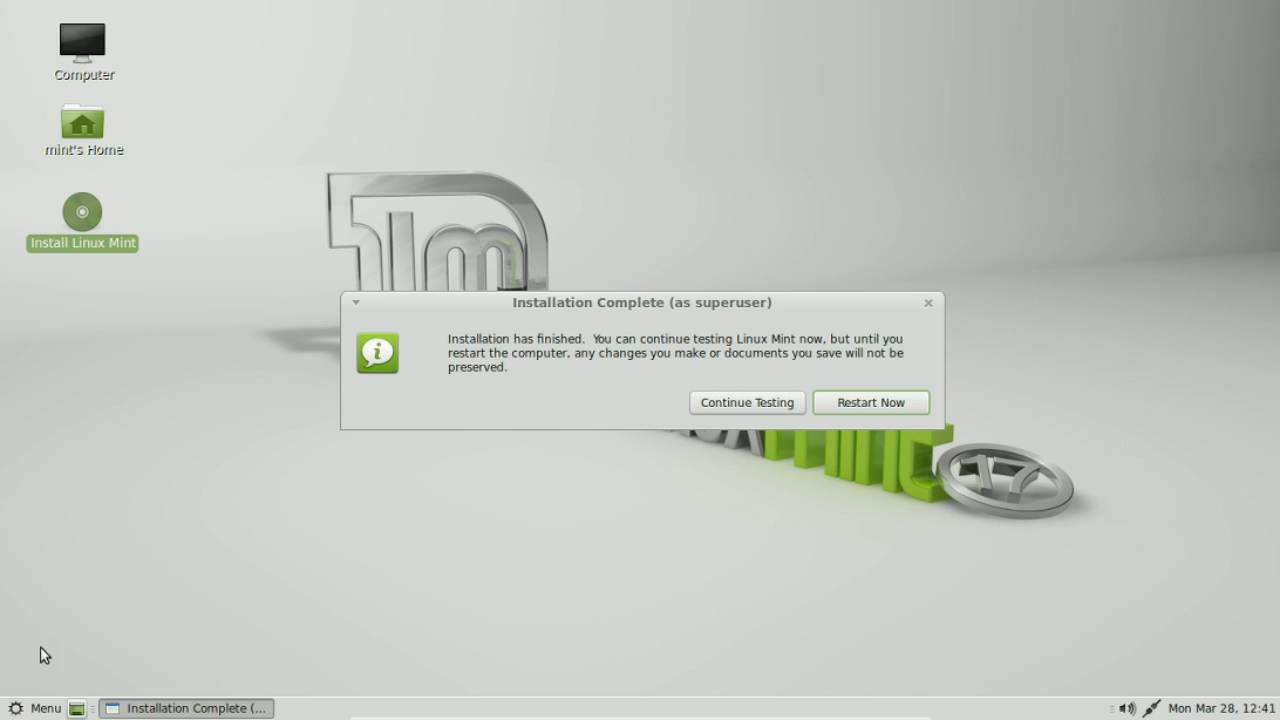 Computer
mint's Home
Install Linux Mint
Installation Complete (as superuser)
Installation has finished.  You can continue testing Linux Mint now, but until you
restart the computer, any changes you make or documents you save will not be
preserved.
Continue Testing
Restart Now
mint
17
Menu
Installation Complete (...
Mon Mar 28, 12:41